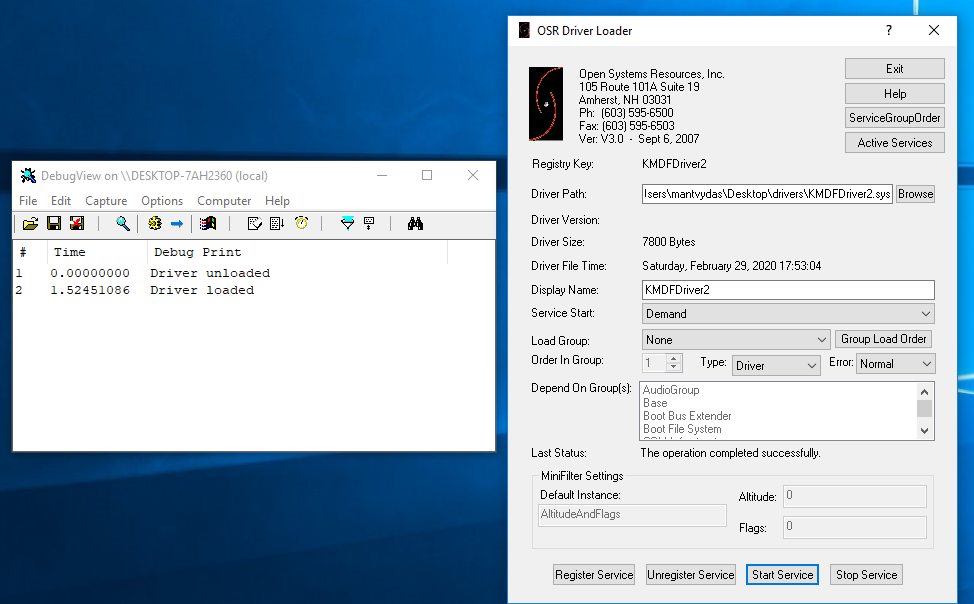 DebugView on \\DESKTOP-7AH2360 (local)
File Edit Capture Options Computer Help
# Time Debug Print
1 0.00000000 Driver unloaded
2 1.52451086 Driver loaded
OSR Driver Loader
?
Open Systems Resources, Inc.
105 Route 101A Suite 19
Amherst, NH 03031
Ph: (603) 595-6500
Fax: (603) 595-6503
Ver: V3.0 - Sept 6, 2007
Exit
Help
ServiceGroupOrder
Active Services
Registry Key: KMDFDriver2
Driver Path: Isers\mantvydas\Desktop\drivers\KMDFDriver2.sys Browse
Driver Version:
Driver Size: 7800 Bytes
Driver File Time: Saturday, February 29, 2020 17:53:04
Display Name: KMDFDriver2
Service Start: Demand
Load Group: None Group Load Order
Order In Group: 1 Type: Driver Error: Normal
Depend On Group(s): AudioGroup
Base
Boot Bus Extender
Boot File System
Last Status: The operation completed successfully.
MiniFilter Settings
Default Instance:
AltitudeAndFlags
Altitude: 0
Flags: 0
Register Service Unregister Service Start Service Stop Service